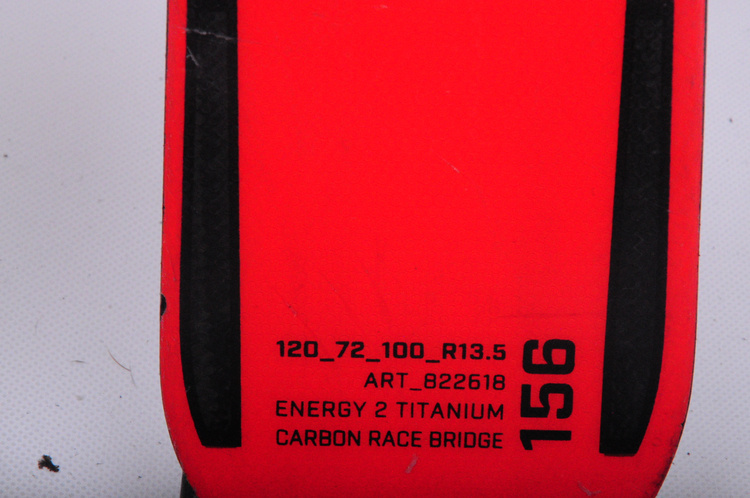 120_72_100_R13.5
ART_822618
ENERGY 2 TITANIUM
CARBON RACE BRIDGE
156